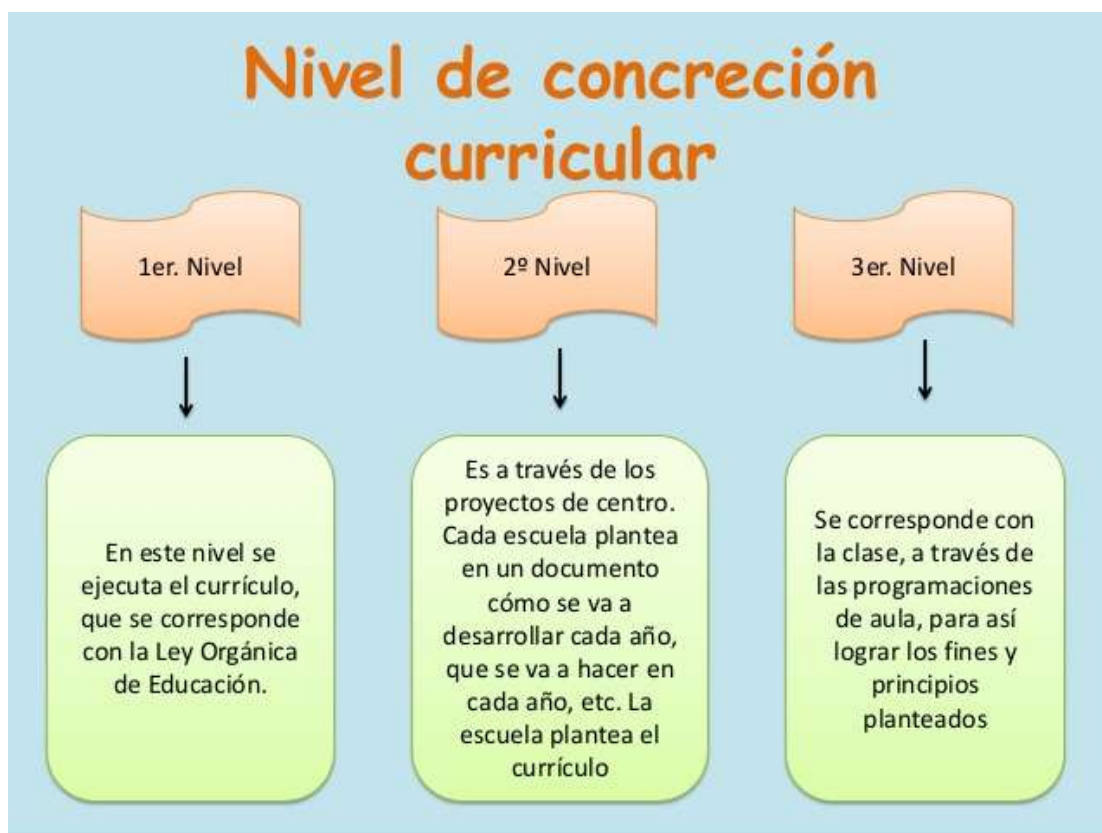 Nivel de concreción
curricular
1er. Nivel
2º Nivel
3er. Nivel
En este nivel se
ejecuta el currículo,
que se corresponde
con la Ley Orgánica
de Educación.
Es a través de los
proyectos de centro.
Cada escuela plantea
en un documento
cómo se va a
desarrollar cada año,
que se va a hacer en
cada año, etc. La
escuela plantea el
currículo
Se corresponde con
la clase, a través de
las programaciones
de aula, para así
lograr los fines y
principios
planteados